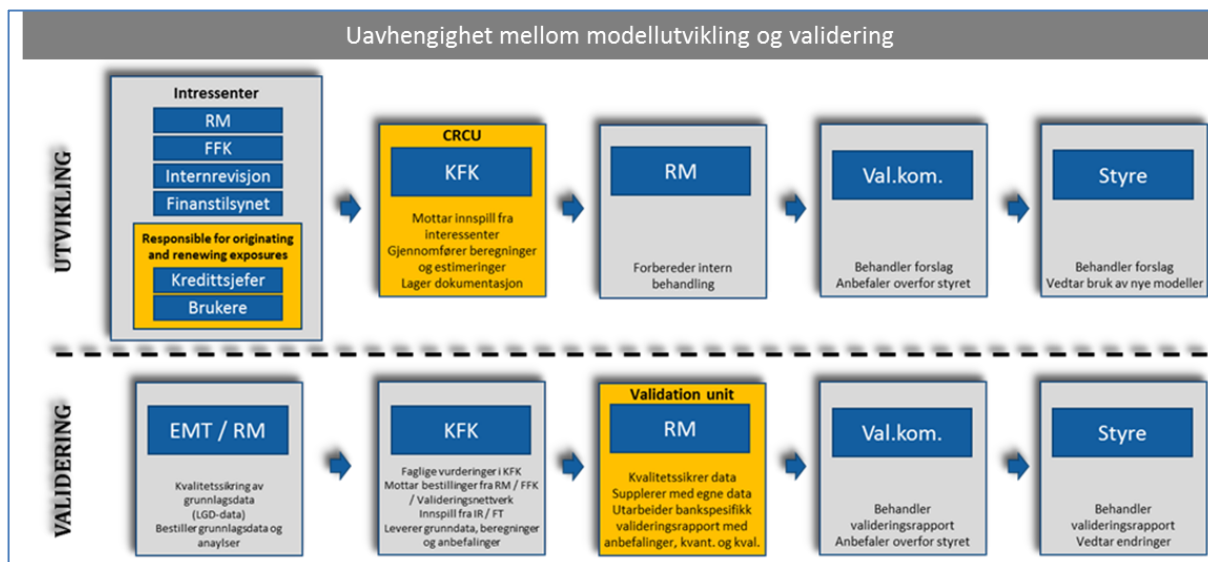 Uavhengighet mellom modellutvikling og validering
UTVIKLING
Intressenter
RM
FFK
Internrevisjon
Finanstilsynet
Responsible for originating
and renewing exposures
Kredittsjefer
Brukere
CRCU
KFK
Mottar innspill fra
interessenter
Gjennomfører beregninger
og estimeringer
Lager dokumentasjon
RM
Forbereder intern
behandling
Val.kom.
Behandler forslag
Anbefaler overfor styret
Styre
Behandler forslag
Vedtar bruk av nye modeller
VALIDERING
EMT / RM
Kvalitetssikring av
grunnlagsdata
(LGD-data)
Bestiller grunnlagsdata og
anaylser
KFK
Faglige vurderinger i KFK
Mottar bestillinger fra RM / FFK
/ Valideringsnettverk
Innspill fra IR / FT
Leverer grunndata, beregninger
og anbefalinger
Validation unit
RM
Kvalitetssikrer data
Supplerer med egne data
Utarbeider bankspesifikk
valideringsrapport med
anbefalinger, kvant. og kval.
Val.kom.
Behandler
valideringsrapport
Anbefaler overfor styret
Styre
Behandler
valideringsrapport
Vedtar endringer